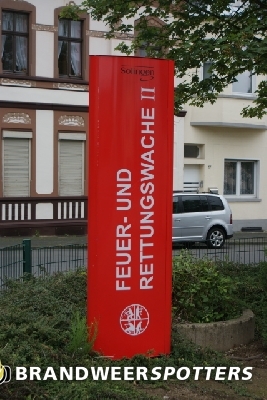 Solingen
FEUER- UND
RETTUNGSWACHE II
BRANDWEERSPOTTERS